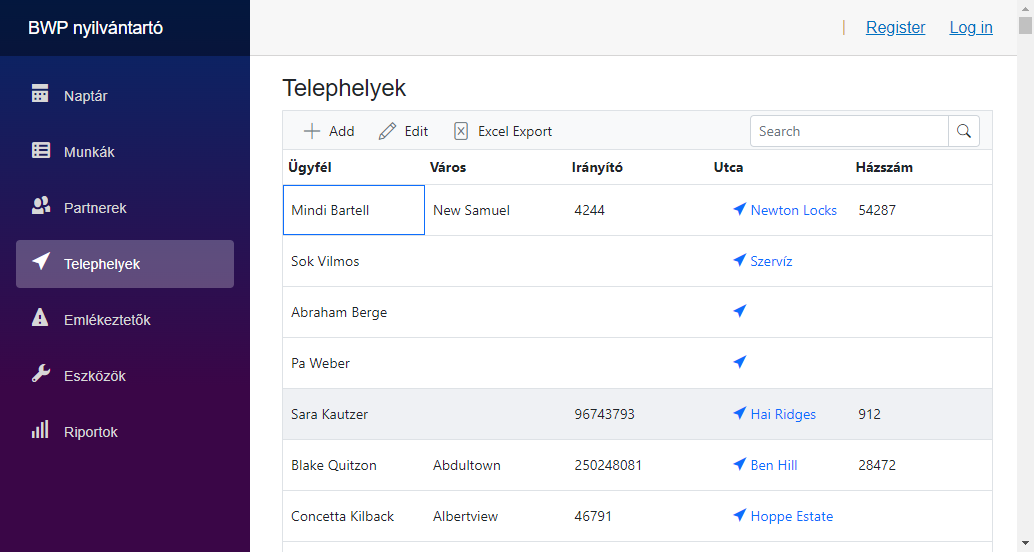 BWP nyilvántartó
| Register Log in
Naptár
Munkák
Partnerek
Telephelyek
Emlékeztetők
Eszközök
Riportok
Telephelyek
Add Edit Excel Export Search
Ügyfél Város Irányító Utca Házszám
Mindi Bartell New Samuel 4244 Newton Locks 54287
Sok Vilmos Szervíz
Abraham Berge
Pa Weber
Sara Kautzer 96743793 Hai Ridges 912
Blake Quitzon Abdultown 250248081 Ben Hill 28472
Concetta Kilback Albertview 46791 Hoppe Estate